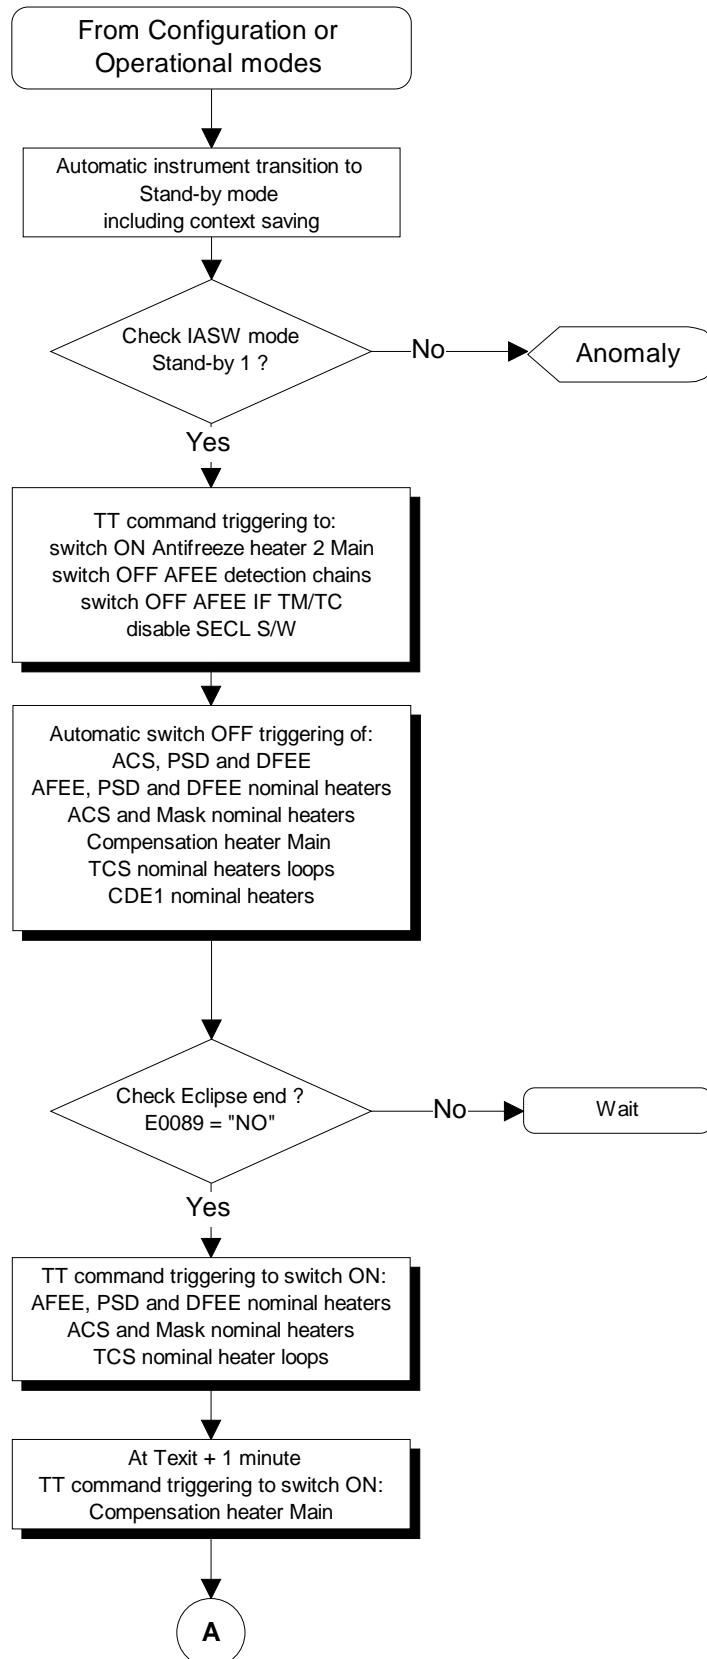 From Configuration or
Operational modes
Automatic instrument transition to
Stand-by mode
including context saving
Check IASW mode
Stand-by 1 ?
No
Anomaly
Yes
TT command triggering to:
switch ON Antifreeze heater 2 Main
switch OFF AFEE detection chains
switch OFF AFEE IF TM/TC
disable SECL S/W
Automatic switch OFF triggering of:
ACS, PSD and DFEE
AFEE, PSD and DFEE nominal heaters
ACS and Mask nominal heaters
Compensation heater Main
TCS nominal heaters loops
CDE1 nominal heaters
Check Eclipse end ?
E0089 = "NO"
No
Wait
Yes
TT command triggering to switch ON:
AFEE, PSD and DFEE nominal heaters
ACS and Mask nominal heaters
TCS nominal heater loops
At Texit + 1 minute
TT command triggering to switch ON:
Compensation heater Main
A